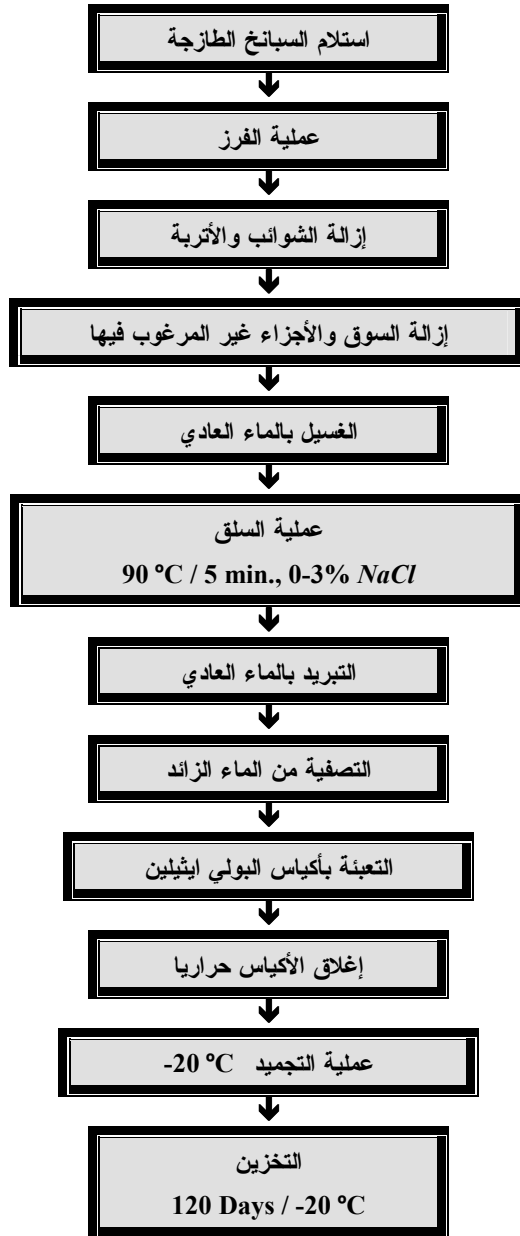 استلام السبانخ الطازجة
عملية الفرز
إزالة الشوائب والأتربة
إزالة السوق والأجزاء غير المرغوب فيها
الغسيل بالماء العادي
عملية السلق
90 °C / 5 min., 0-3% NaCl
التبريد بالماء العادي
التصفية من الماء الزائد
التعبئة بأكياس البولي ايثيلين
إغلاق الأكياس حراريا
عملية التجميد -20 °C
التخزين
120 Days / -20 °C